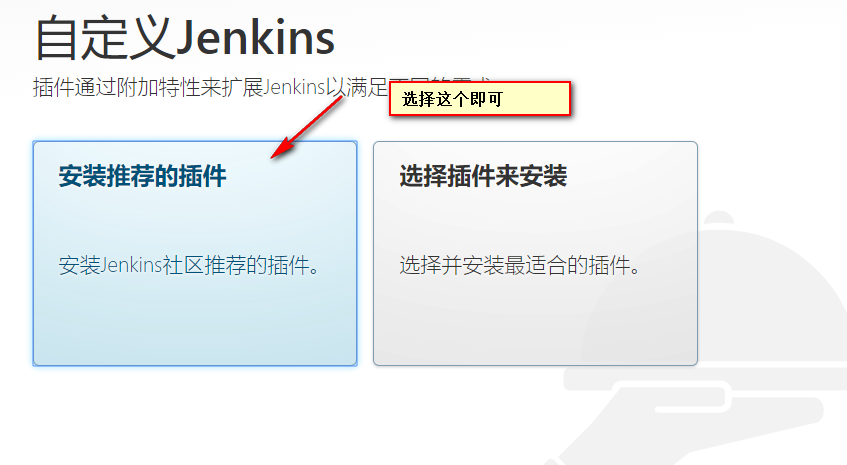 自定义Jenkins
插件通过附加特性来扩展Jenkins以满足
选择这个即可
安装推荐的插件
选择插件来安装
安装Jenkins社区推荐的插件。
选择并安装最适合的插件。